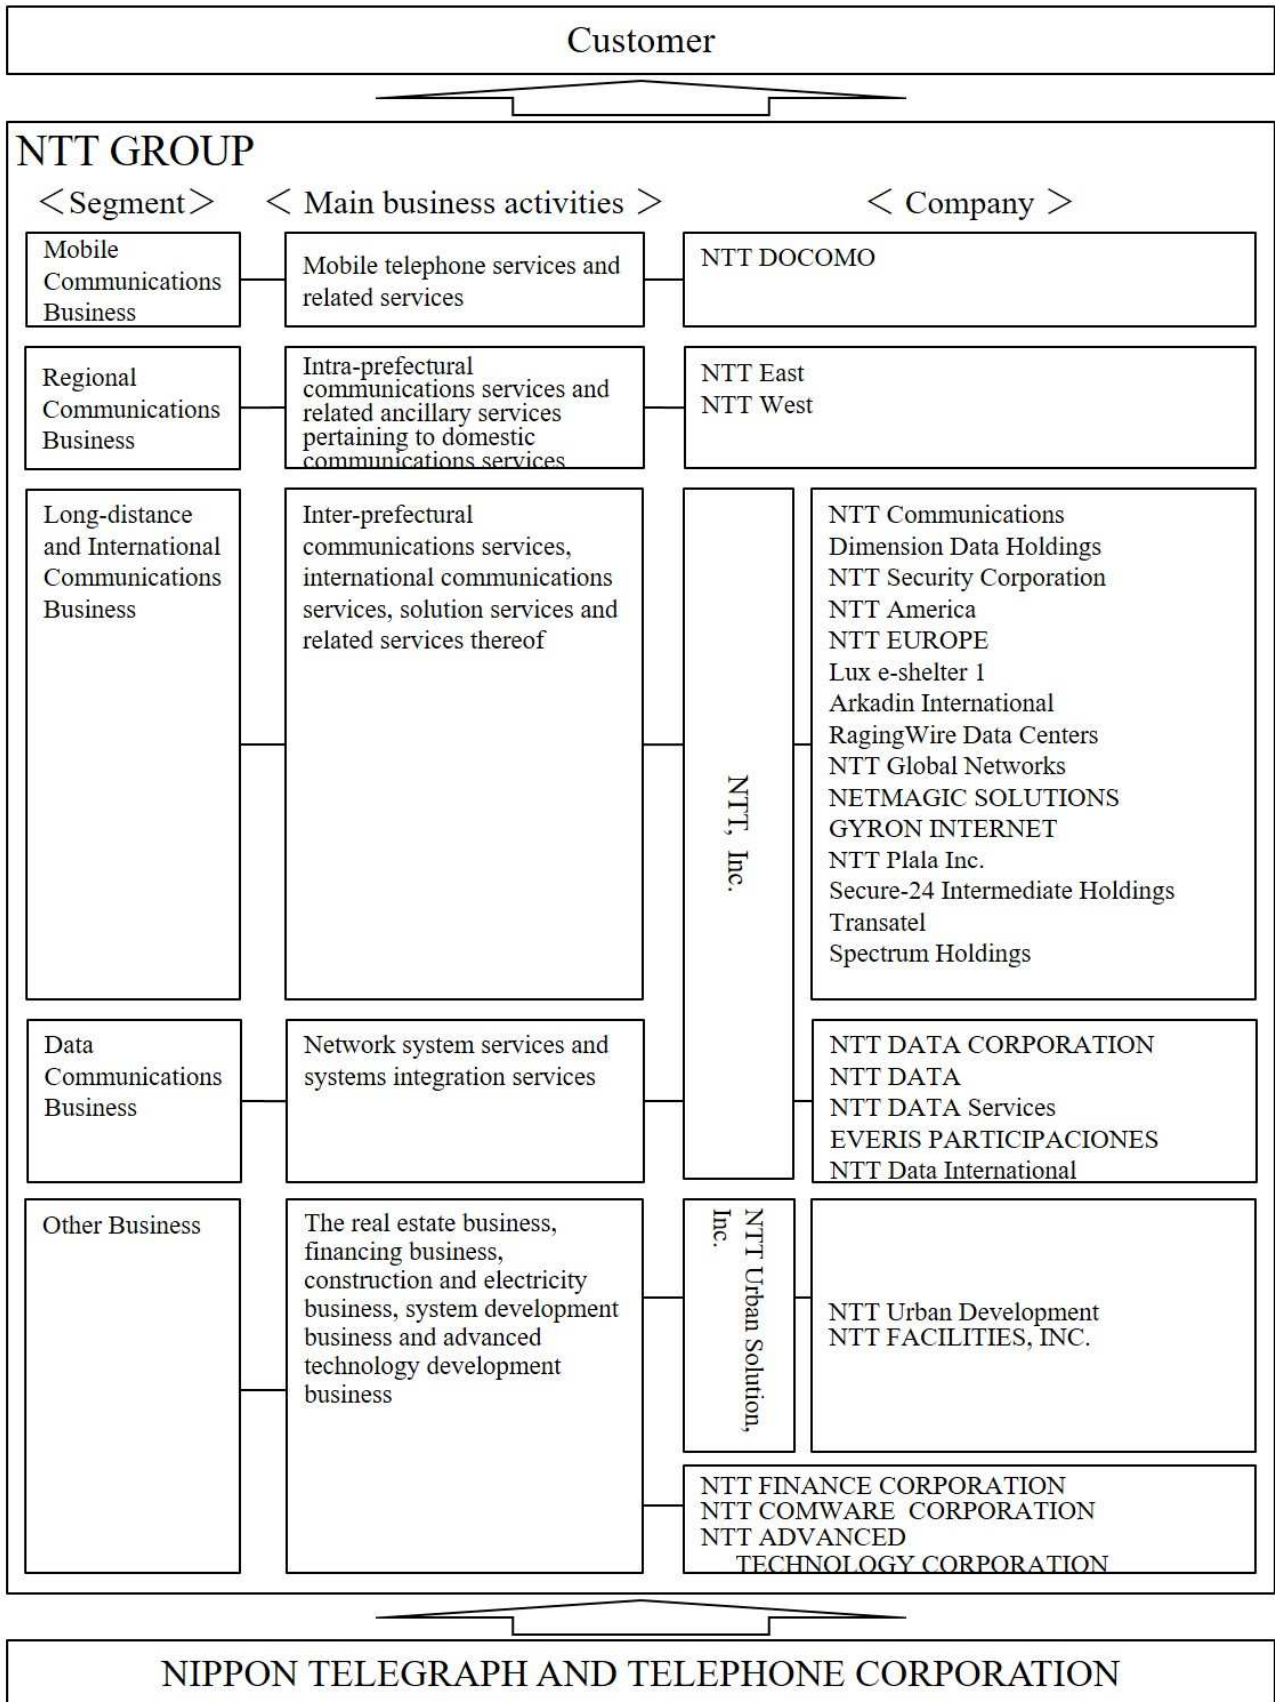 Customer
NTT GROUP
＜Segment＞
＜ Main business activities ＞
＜ Company ＞
Mobile
Communications
Business
Mobile telephone services and
related services
NTT DOCOMO
Regional
Communications
Business
Intra-prefectural
communications services and
related ancillary services
pertaining to domestic
communications services
NTT East
NTT West
Long-distance
and International
Communications
Business
Inter-prefectural
communications services,
international communications
services, solution services and
related services thereof
NTT, Inc.
NTT Communications
Dimension Data Holdings
NTT Security Corporation
NTT America
NTT EUROPE
Lux e-shelter 1
Arkadin International
RagingWire Data Centers
NTT Global Networks
NETMAGIC SOLUTIONS
GYRON INTERNET
NTT Plala Inc.
Secure-24 Intermediate Holdings
Transatel
Spectrum Holdings
Data
Communications
Business
Network system services and
systems integration services
NTT DATA CORPORATION
NTT DATA
NTT DATA Services
EVERIS PARTICIPACIONES
NTT Data International
Other Business
The real estate business,
financing business,
construction and electricity
business, system development
business and advanced
technology development
business
NTT Urban Solution,
Inc.
NTT Urban Development
NTT FACILITIES, INC.
NTT FINANCE CORPORATION
NTT COMWARE CORPORATION
NTT ADVANCED
TECHNOLOGY CORPORATION
NIPPON TELEGRAPH AND TELEPHONE CORPORATION